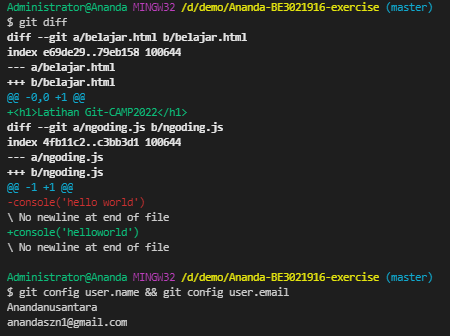 Administrator@Ananda MINGW32 /d/demo/Ananda-BE3021916-exercise (master)
$ git diff
diff --git a/belajar.html b/belajar.html
index e69de29..79eb158 100644
--- a/belajar.html
+++ b/belajar.html
@@ -0,0 +1 @@
+<h1>Latihan Git-CAMP2022</h1>
diff --git a/ngoding.js b/ngoding.js
index 4fb11c2..c3bb3d1 100644
--- a/ngoding.js
+++ b/ngoding.js
@@ -1 +1 @@
-console('hello world')
\ No newline at end of file
+console('helloworld')
\ No newline at end of file
Administrator@Ananda MINGW32 /d/demo/Ananda-BE3021916-exercise (master)
$ git config user.name && git config user.email
Anandanusantara
anandaszn1@gmail.com